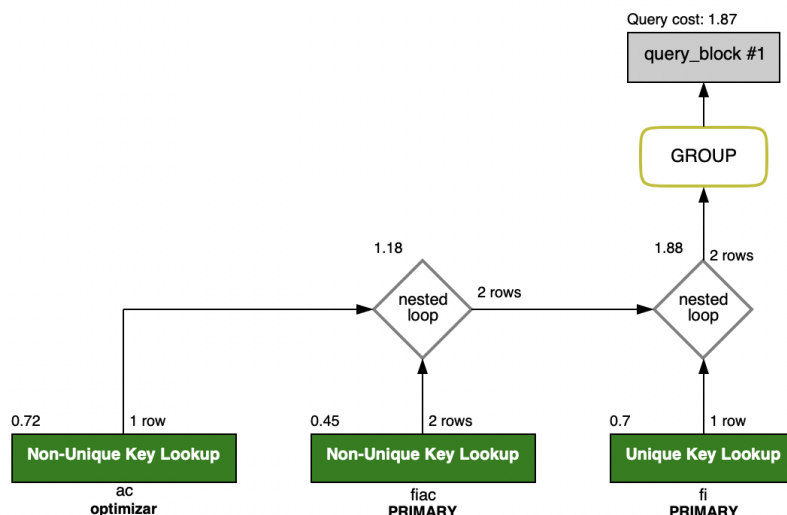 Query cost: 1.87
query_block #1
GROUP
1.18
1.88
2 rows
nested
loop
2 rows
nested
loop
0.72
1 row
0.45
2 rows
0.7
1 row
Non-Unique Key Lookup
Non-Unique Key Lookup
Unique Key Lookup
ac
optimizar
fiac
PRIMARY
fi
PRIMARY